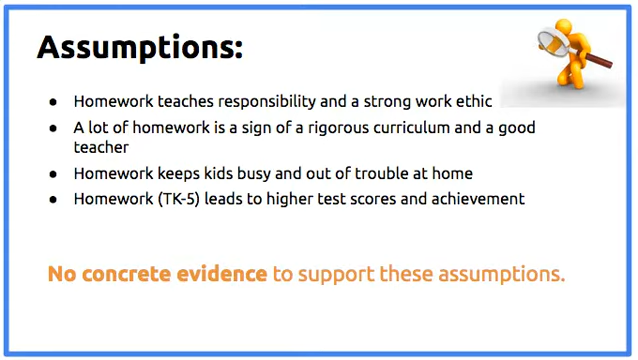 Assumptions:
● Homework teaches responsibility and a strong work ethic
● A lot of homework is a sign of a rigorous curriculum and a good
teacher
● Homework keeps kids busy and out of trouble at home
● Homework (TK-5) leads to higher test scores and achievement
No concrete evidence to support these assumptions.